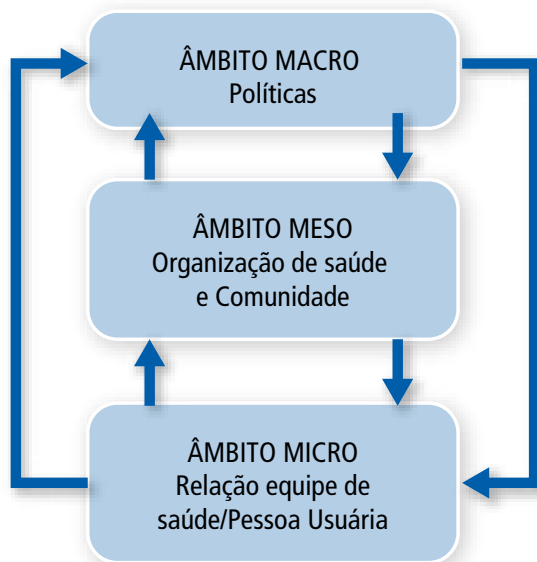 ÂMBITO MACRO
Políticas
ÂMBITO MESO
Organização de saúde
e Comunidade
ÂMBITO MICRO
Relação equipe de
saúde/Pessoa Usuária